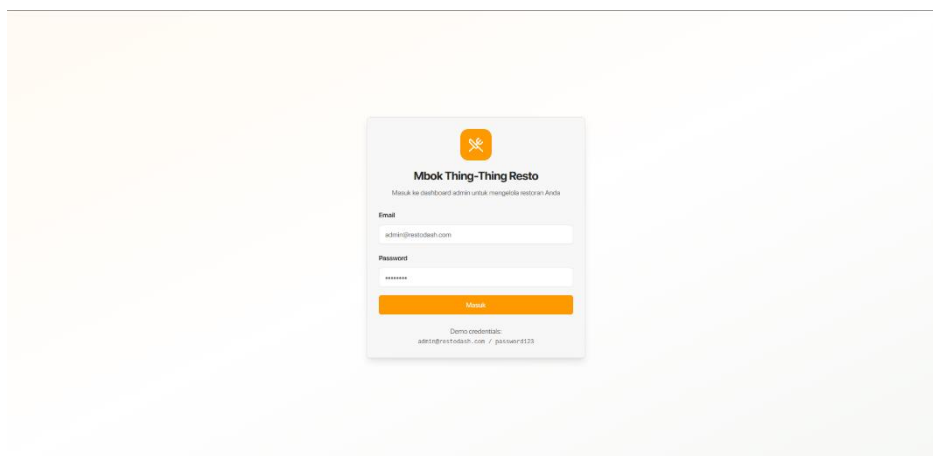 Mbok Thing-Thing Resto
Masuk ke dashboard admin untuk mengelola restoran Anda
Email
admin@restodash.com
Password
••••••••
Masuk
Demo credentials:
admin@restodash.com / password123